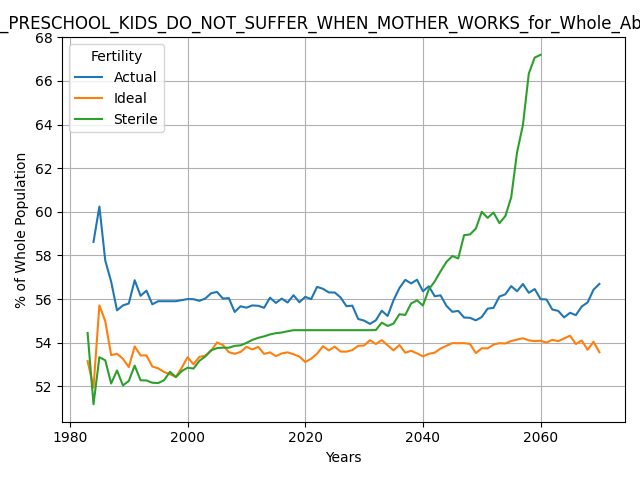 _PRESCHOOL_KIDS_DO_NOT_SUFFER_WHEN_MOTHER_WORKS_for_Whole_Ab
Fertility
Actual
Ideal
Sterile
% of Whole Population
68
66
64
62
60
58
56
54
52
1980
2000
2020
2040
2060
Years